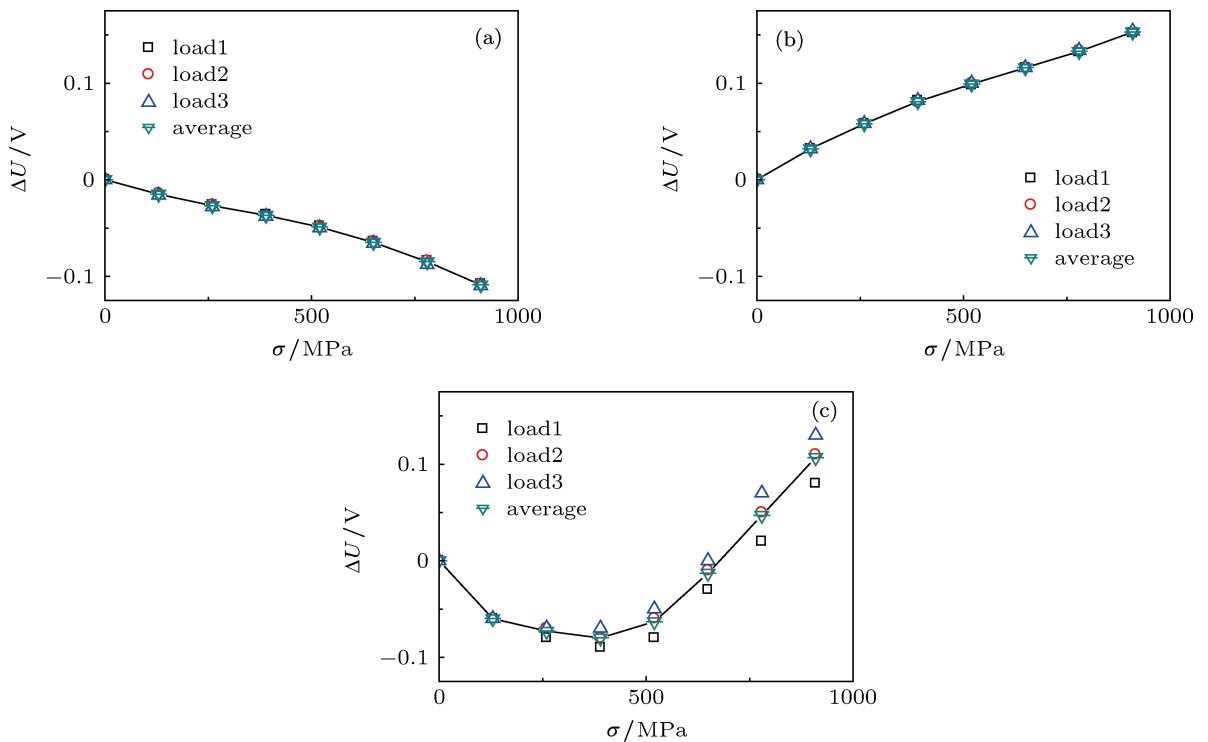 (a)
load1
load2
load3
average
0.1
0
−0.1
ΔU/V
0
500
1000
σ/MPa
(b)
0.1
0
−0.1
ΔU/V
load1
load2
load3
average
0
500
1000
σ/MPa
(c)
load1
load2
load3
average
0.1
0
−0.1
ΔU/V
0
500
1000
σ/MPa